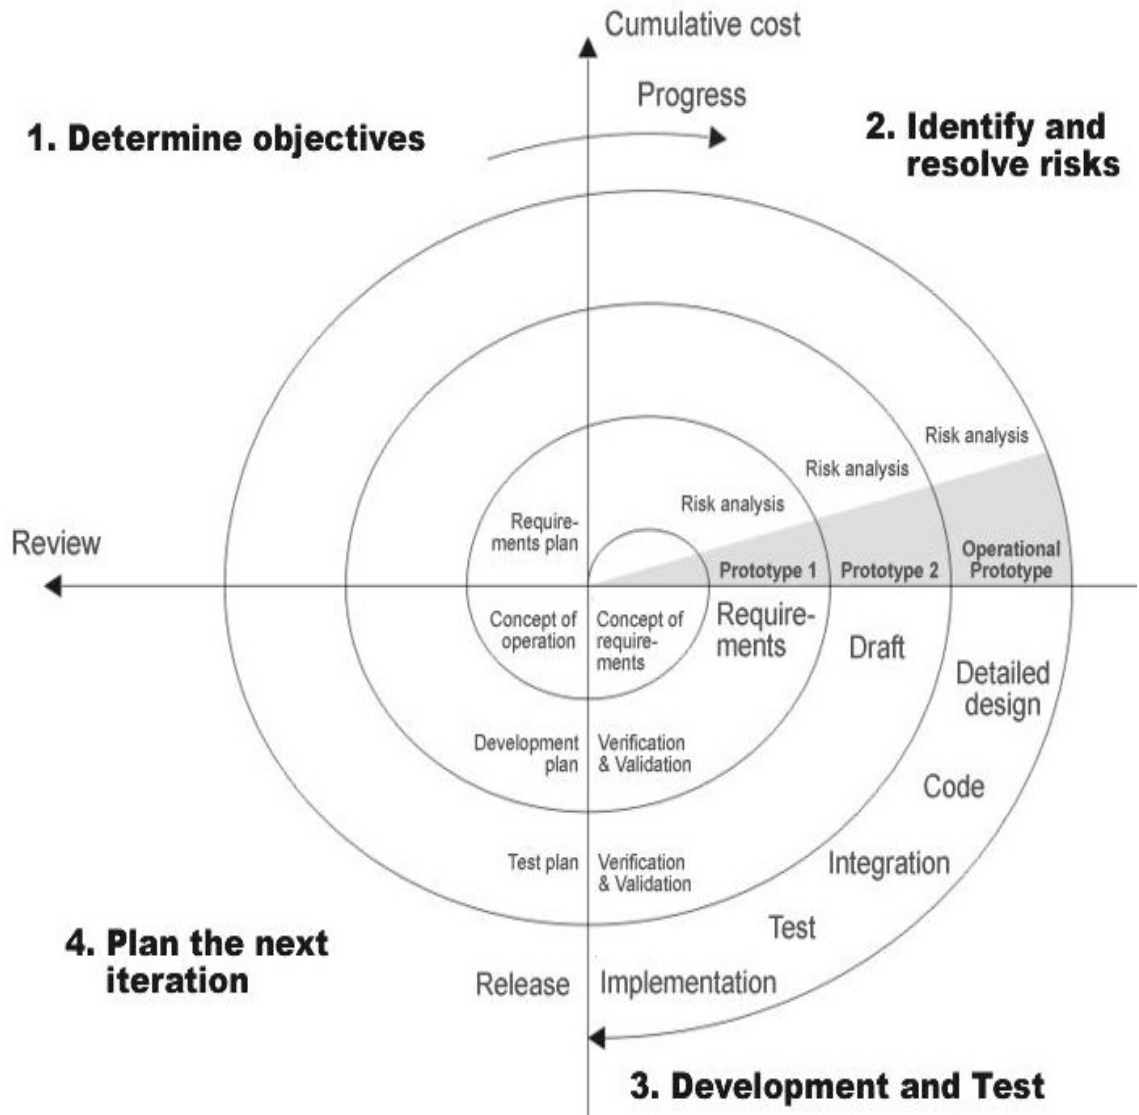 Cumulative cost
Progress
1. Determine objectives
2. Identify and
resolve risks
Risk analysis
Risk analysis
Risk analysis
Require-
ments plan
Review
Prototype 1
Prototype 2
Operational
Prototype
Concept of
operation
Concept of
require-
ments
Require-
ments
Draft
Detailed
design
Development
plan
Verification
& Validation
Code
Test plan
Verification
& Validation
Integration
Test
4. Plan the next
iteration
Release
Implementation
3. Development and Test